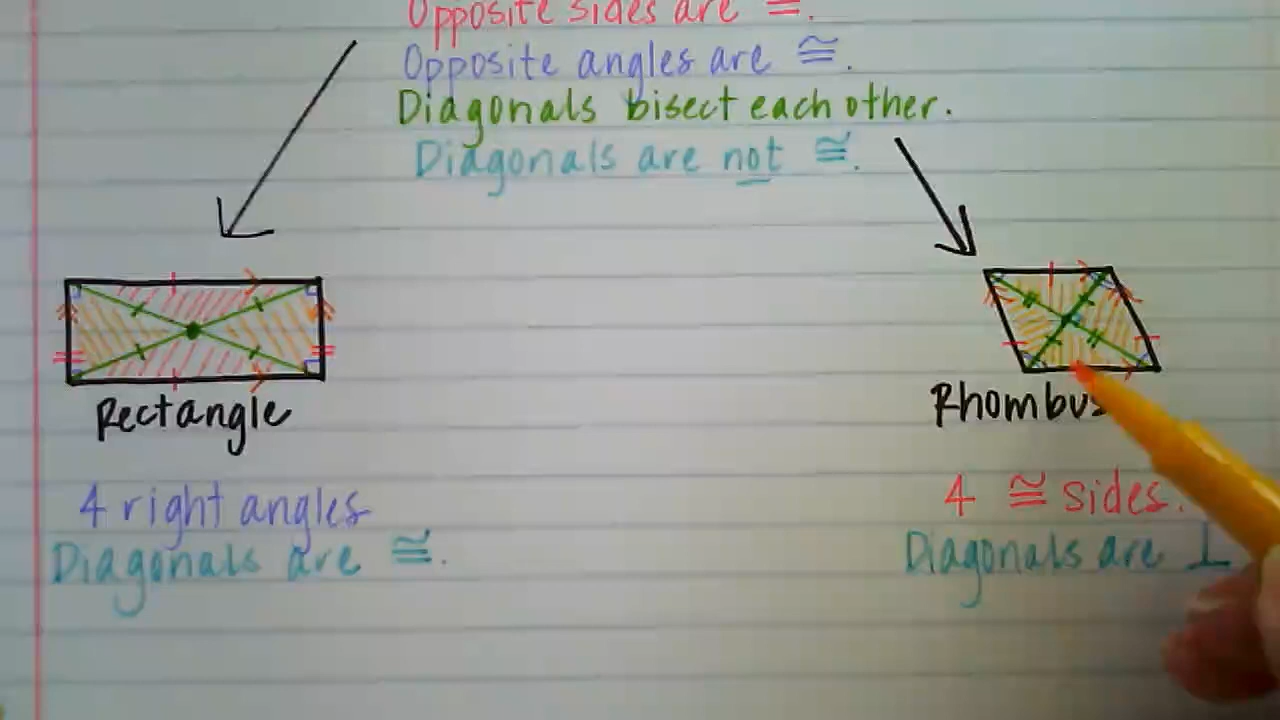 Opposite sides are ≅.
Opposite angles are ≅.
Diagonals bisect each other.
Diagonals are not ≅.
Rectangle
Rhombus
4 right angles
Diagonals are ≅.
4 ≅ sides.
Diagonals are ⊥